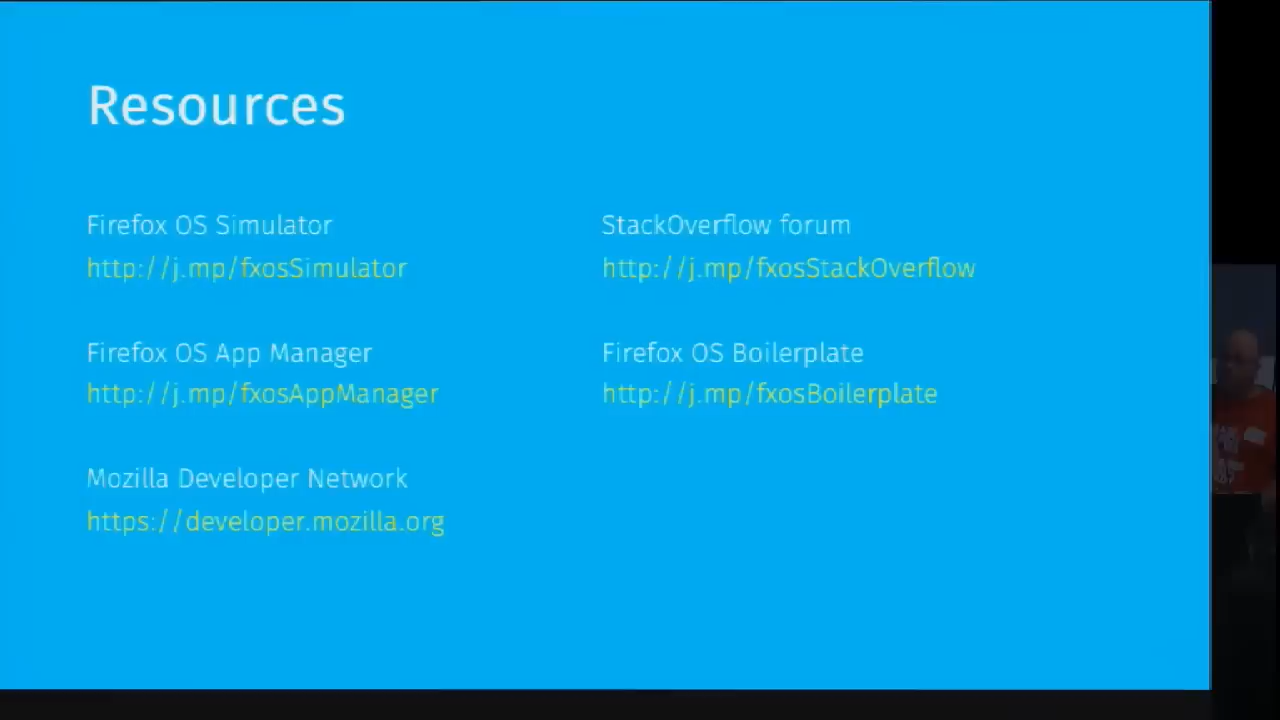 Resources
Firefox OS Simulator
http://j.mp/fxosSimulator
Firefox OS App Manager
http://j.mp/fxosAppManager
Mozilla Developer Network
https://developer.mozilla.org
StackOverflow forum
http://j.mp/fxosStackOverflow
Firefox OS Boilerplate
http://j.mp/fxosBoilerplate